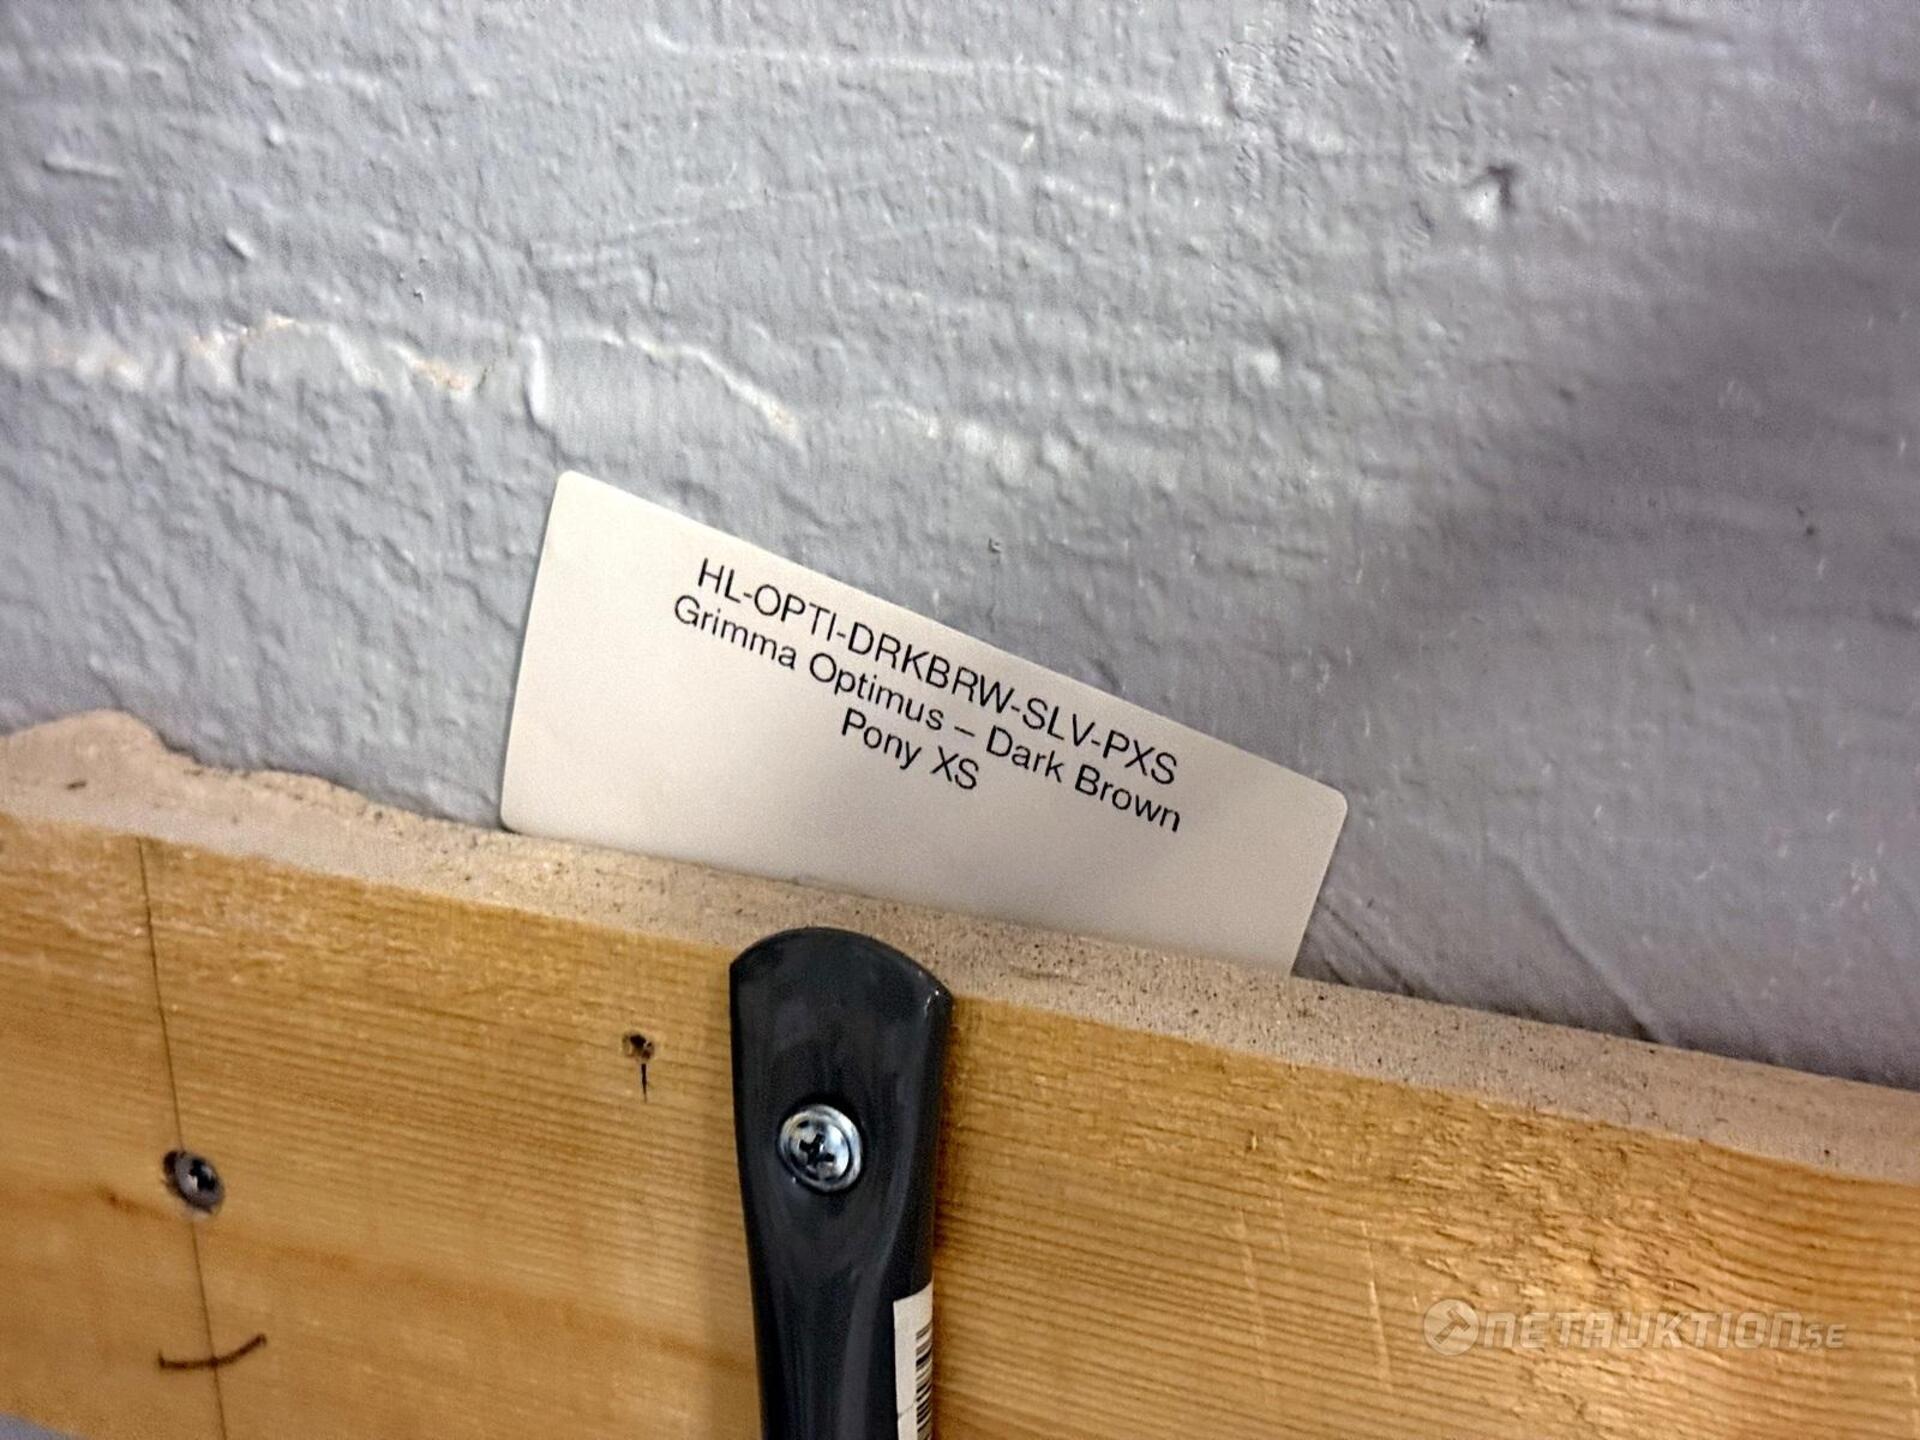 HL-OPTI-DRKBRW-SLV-PXS
Grimma Optimus – Dark Brown
Pony XS
NETAUKTION.SE